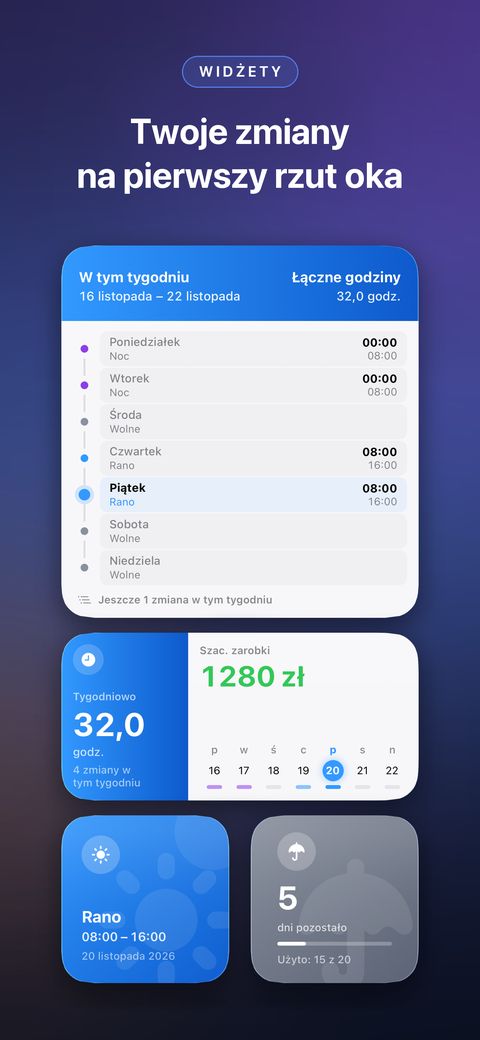 WIDŻETY
Twoje zmiany
na pierwszy rzut oka
W tym tygodniu
Łączne godziny
16 listopada – 22 listopada
32,0 godz.
Poniedziałek
00:00
Noc
08:00
Wtorek
00:00
Noc
08:00
Środa
Wolne
Czwartek
08:00
Rano
16:00
Piątek
08:00
Rano
16:00
Sobota
Wolne
Niedziela
Wolne
Jeszcze 1 zmiana w tym tygodniu
Tygodniowo
32,0
godz.
4 zmiany w
tym tygodniu
Szac. zarobki
1280 zł
p w ś c p s n
16 17 18 19 20 21 22
Rano
08:00 – 16:00
20 listopada 2026
5
dni pozostało
Użyto: 15 z 20